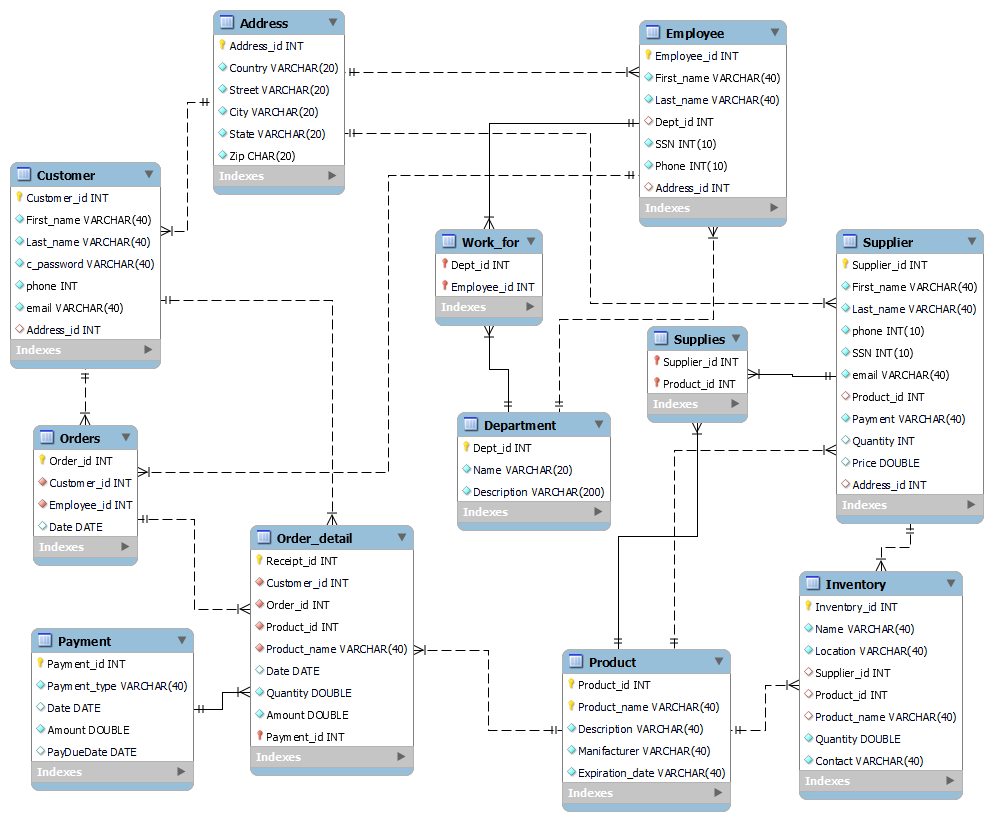 Address
Address_id INT
Country VARCHAR(20)
Street VARCHAR(20)
City VARCHAR(20)
State VARCHAR(20)
Zip CHAR(20)
Indexes
Employee
Employee_id INT
First_name VARCHAR(40)
Last_name VARCHAR(40)
Dept_id INT
SSN INT(10)
Phone INT(10)
Address_id INT
Indexes
Customer
Customer_id INT
First_name VARCHAR(40)
Last_name VARCHAR(40)
c_password VARCHAR(40)
phone INT
email VARCHAR(40)
Address_id INT
Indexes
Work_for
Dept_id INT
Employee_id INT
Indexes
Supplier
Supplier_id INT
First_name VARCHAR(40)
Last_name VARCHAR(40)
phone INT(10)
SSN INT(10)
email VARCHAR(40)
Product_id INT
Payment VARCHAR(40)
Quantity INT
Price DOUBLE
Address_id INT
Indexes
Supplies
Supplier_id INT
Product_id INT
Indexes
Department
Dept_id INT
Name VARCHAR(20)
Description VARCHAR(200)
Indexes
Orders
Order_id INT
Customer_id INT
Employee_id INT
Date DATE
Indexes
Order_detail
Receipt_id INT
Customer_id INT
Order_id INT
Product_id INT
Product_name VARCHAR(40)
Date DATE
Quantity DOUBLE
Amount DOUBLE
Payment_id INT
Indexes
Inventory
Inventory_id INT
Name VARCHAR(40)
Location VARCHAR(40)
Supplier_id INT
Product_id INT
Product_name VARCHAR(40)
Quantity DOUBLE
Contact VARCHAR(40)
Indexes
Payment
Payment_id INT
Payment_type VARCHAR(40)
Date DATE
Amount DOUBLE
PayDueDate DATE
Indexes
Product
Product_id INT
Product_name VARCHAR(40)
Description VARCHAR(40)
Manifacturer VARCHAR(40)
Expiration_date VARCHAR(40)
Indexes